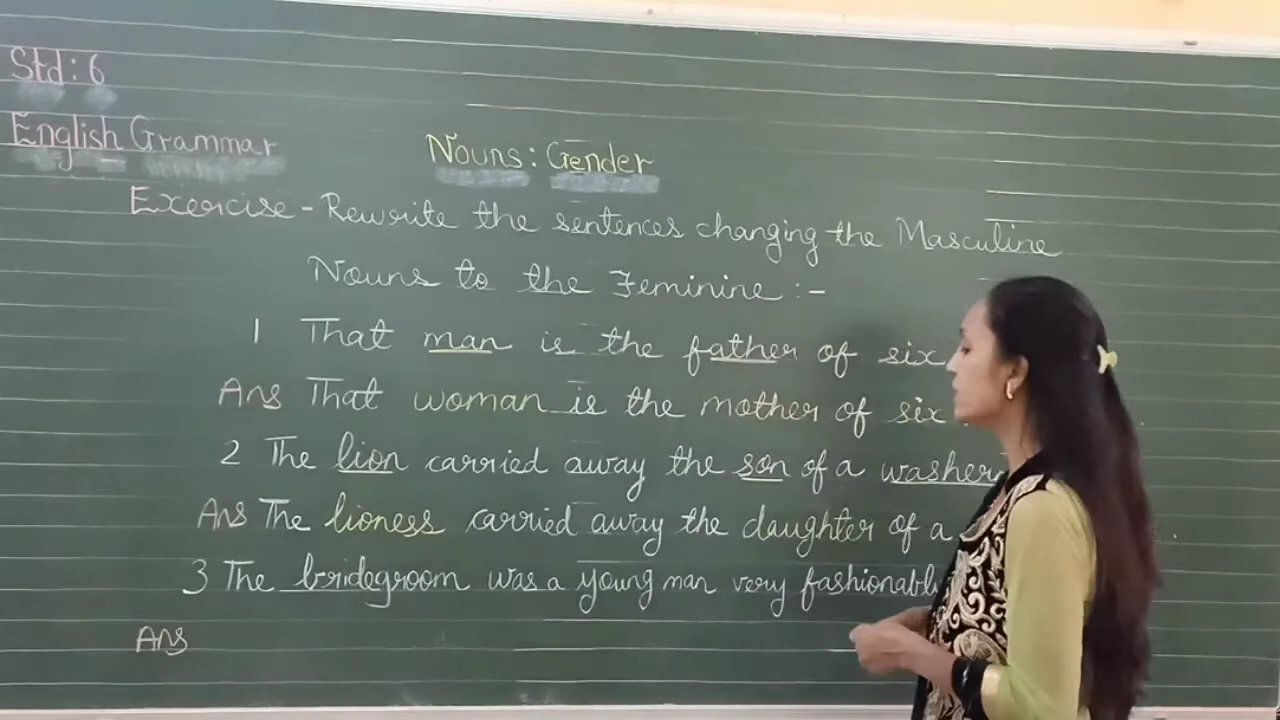 Std: 6
English Grammar
Nouns: Gender
Exercise - Rewrite the sentences changing the Masculine
Nouns to the Feminine :-
1 That man is the father of six
Ans That woman is the mother of six
2 The lion carried away the son of a
Ans The lioness carried away the daughter of a
3 The bridegroom was a young man very
Ans